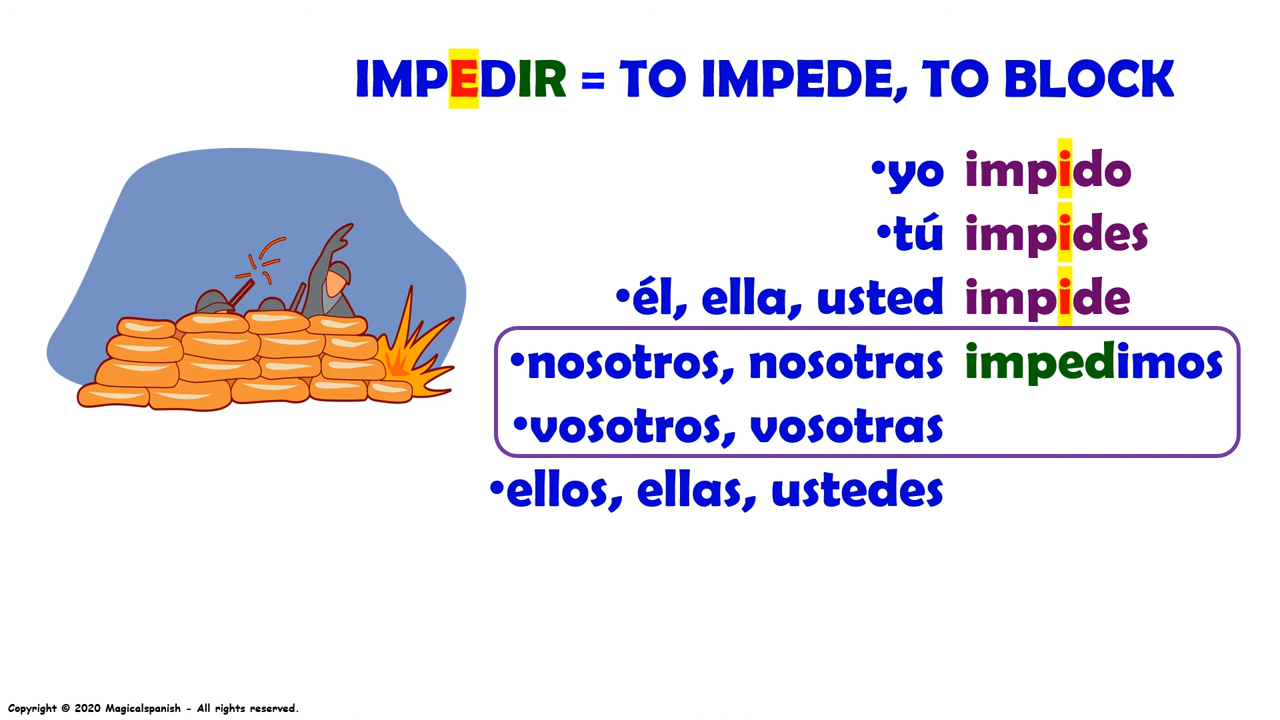 IMPEDIR = TO IMPEDE, TO BLOCK
•yo impido
•tú impides
•él, ella, usted impide
•nosotros, nosotras impedimos
•vosotros, vosotras
•ellos, ellas, ustedes
Copyright © 2020 Magicalspanish - All rights reserved.